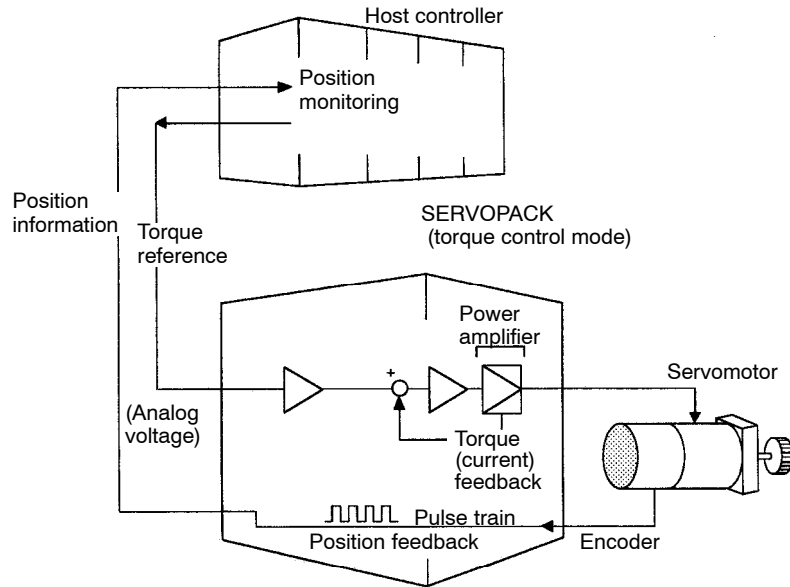 Host controller
Position
monitoring
Position
information
Torque
reference
SERVOPACK
(torque control mode)
Power
amplifier
+
Servomotor
(Analog
voltage)
Torque
(current)
feedback
Pulse train
Position feedback
Encoder